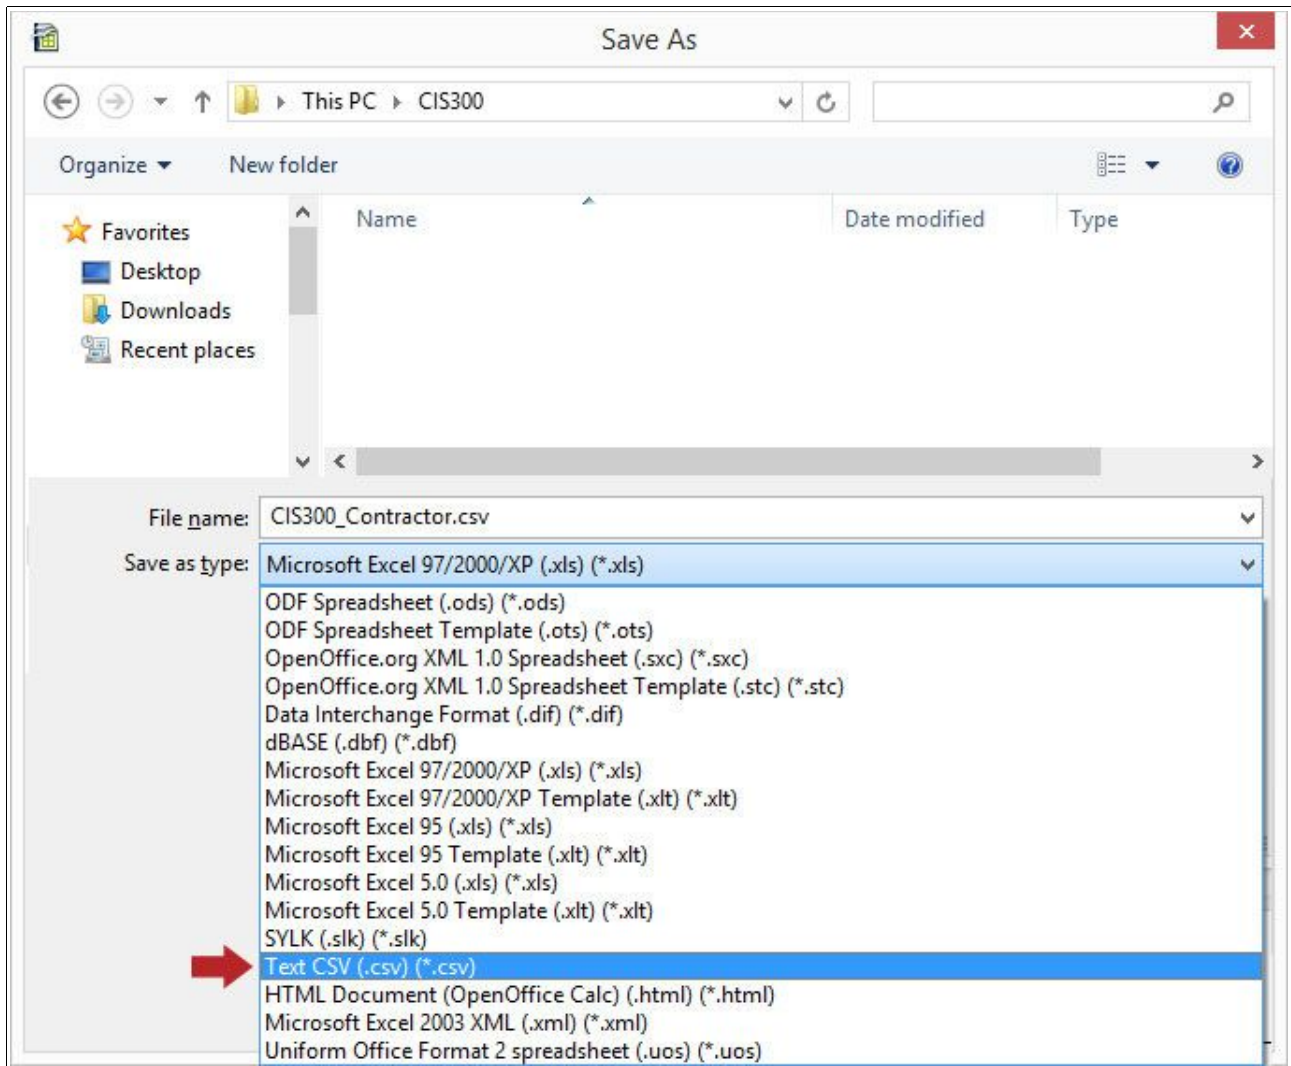 Save As
This PC CIS300
Organize New folder
Favorites
Desktop
Downloads
Recent places
Name Date modified Type
File name: CIS300_Contractor.csv
Save as type: Microsoft Excel 97/2000/XP (.xls) (*.xls)
ODF Spreadsheet (.ods) (*.ods)
ODF Spreadsheet Template (.ots) (*.ots)
OpenOffice.org XML 1.0 Spreadsheet (.sxc) (*.sxc)
OpenOffice.org XML 1.0 Spreadsheet Template (.stc) (*.stc)
Data Interchange Format (.dif) (*.dif)
dBASE (.dbf) (*.dbf)
Microsoft Excel 97/2000/XP (.xls) (*.xls)
Microsoft Excel 97/2000/XP Template (.xlt) (*.xlt)
Microsoft Excel 95 (.xls) (*.xls)
Microsoft Excel 95 Template (.xlt) (*.xlt)
Microsoft Excel 5.0 (.xls) (*.xls)
Microsoft Excel 5.0 Template (.xlt) (*.xlt)
SYLK (.slk) (*.slk)
Text CSV (.csv) (*.csv)
HTML Document (OpenOffice Calc) (.html) (*.html)
Microsoft Excel 2003 XML (.xml) (*.xml)
Uniform Office Format 2 spreadsheet (.uos) (*.uos)